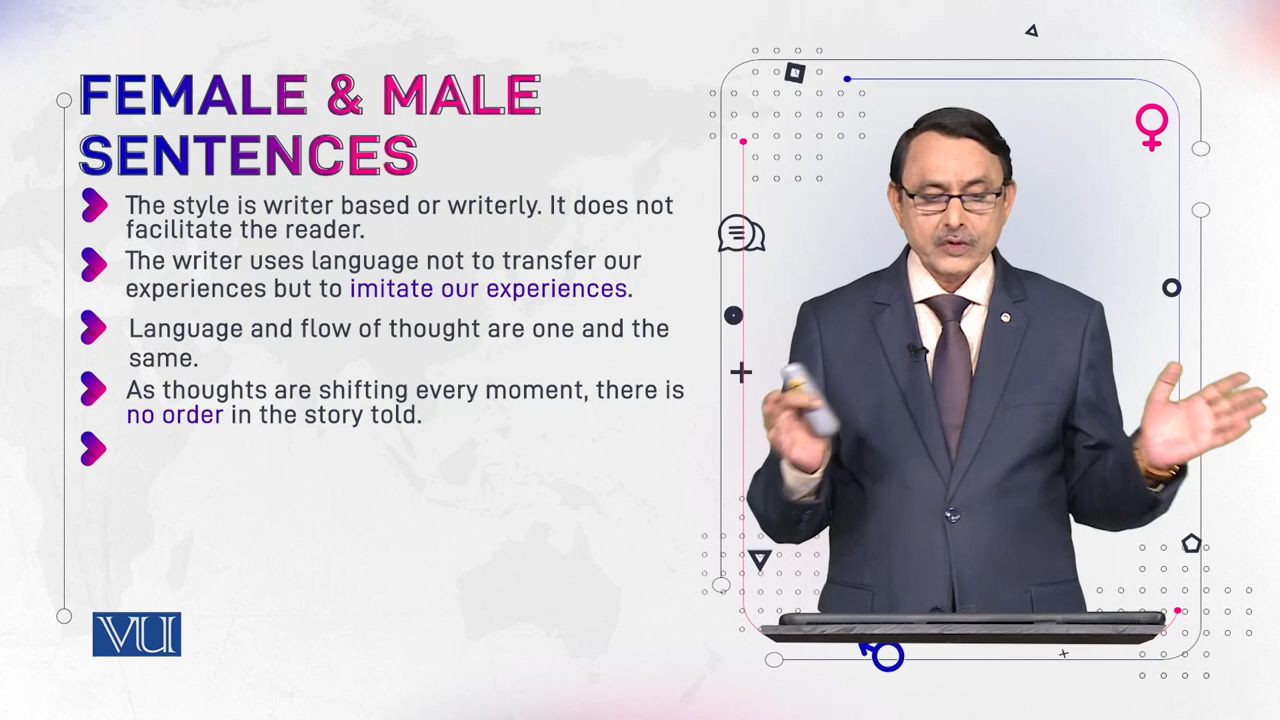 FEMALE & MALE
SENTENCES
The style is writer based or writerly. It does not
facilitate the reader.
The writer uses language not to transfer our
experiences but to imitate our experiences.
Language and flow of thought are one and the
same.
As thoughts are shifting every moment, there is
no order in the story told.
VU